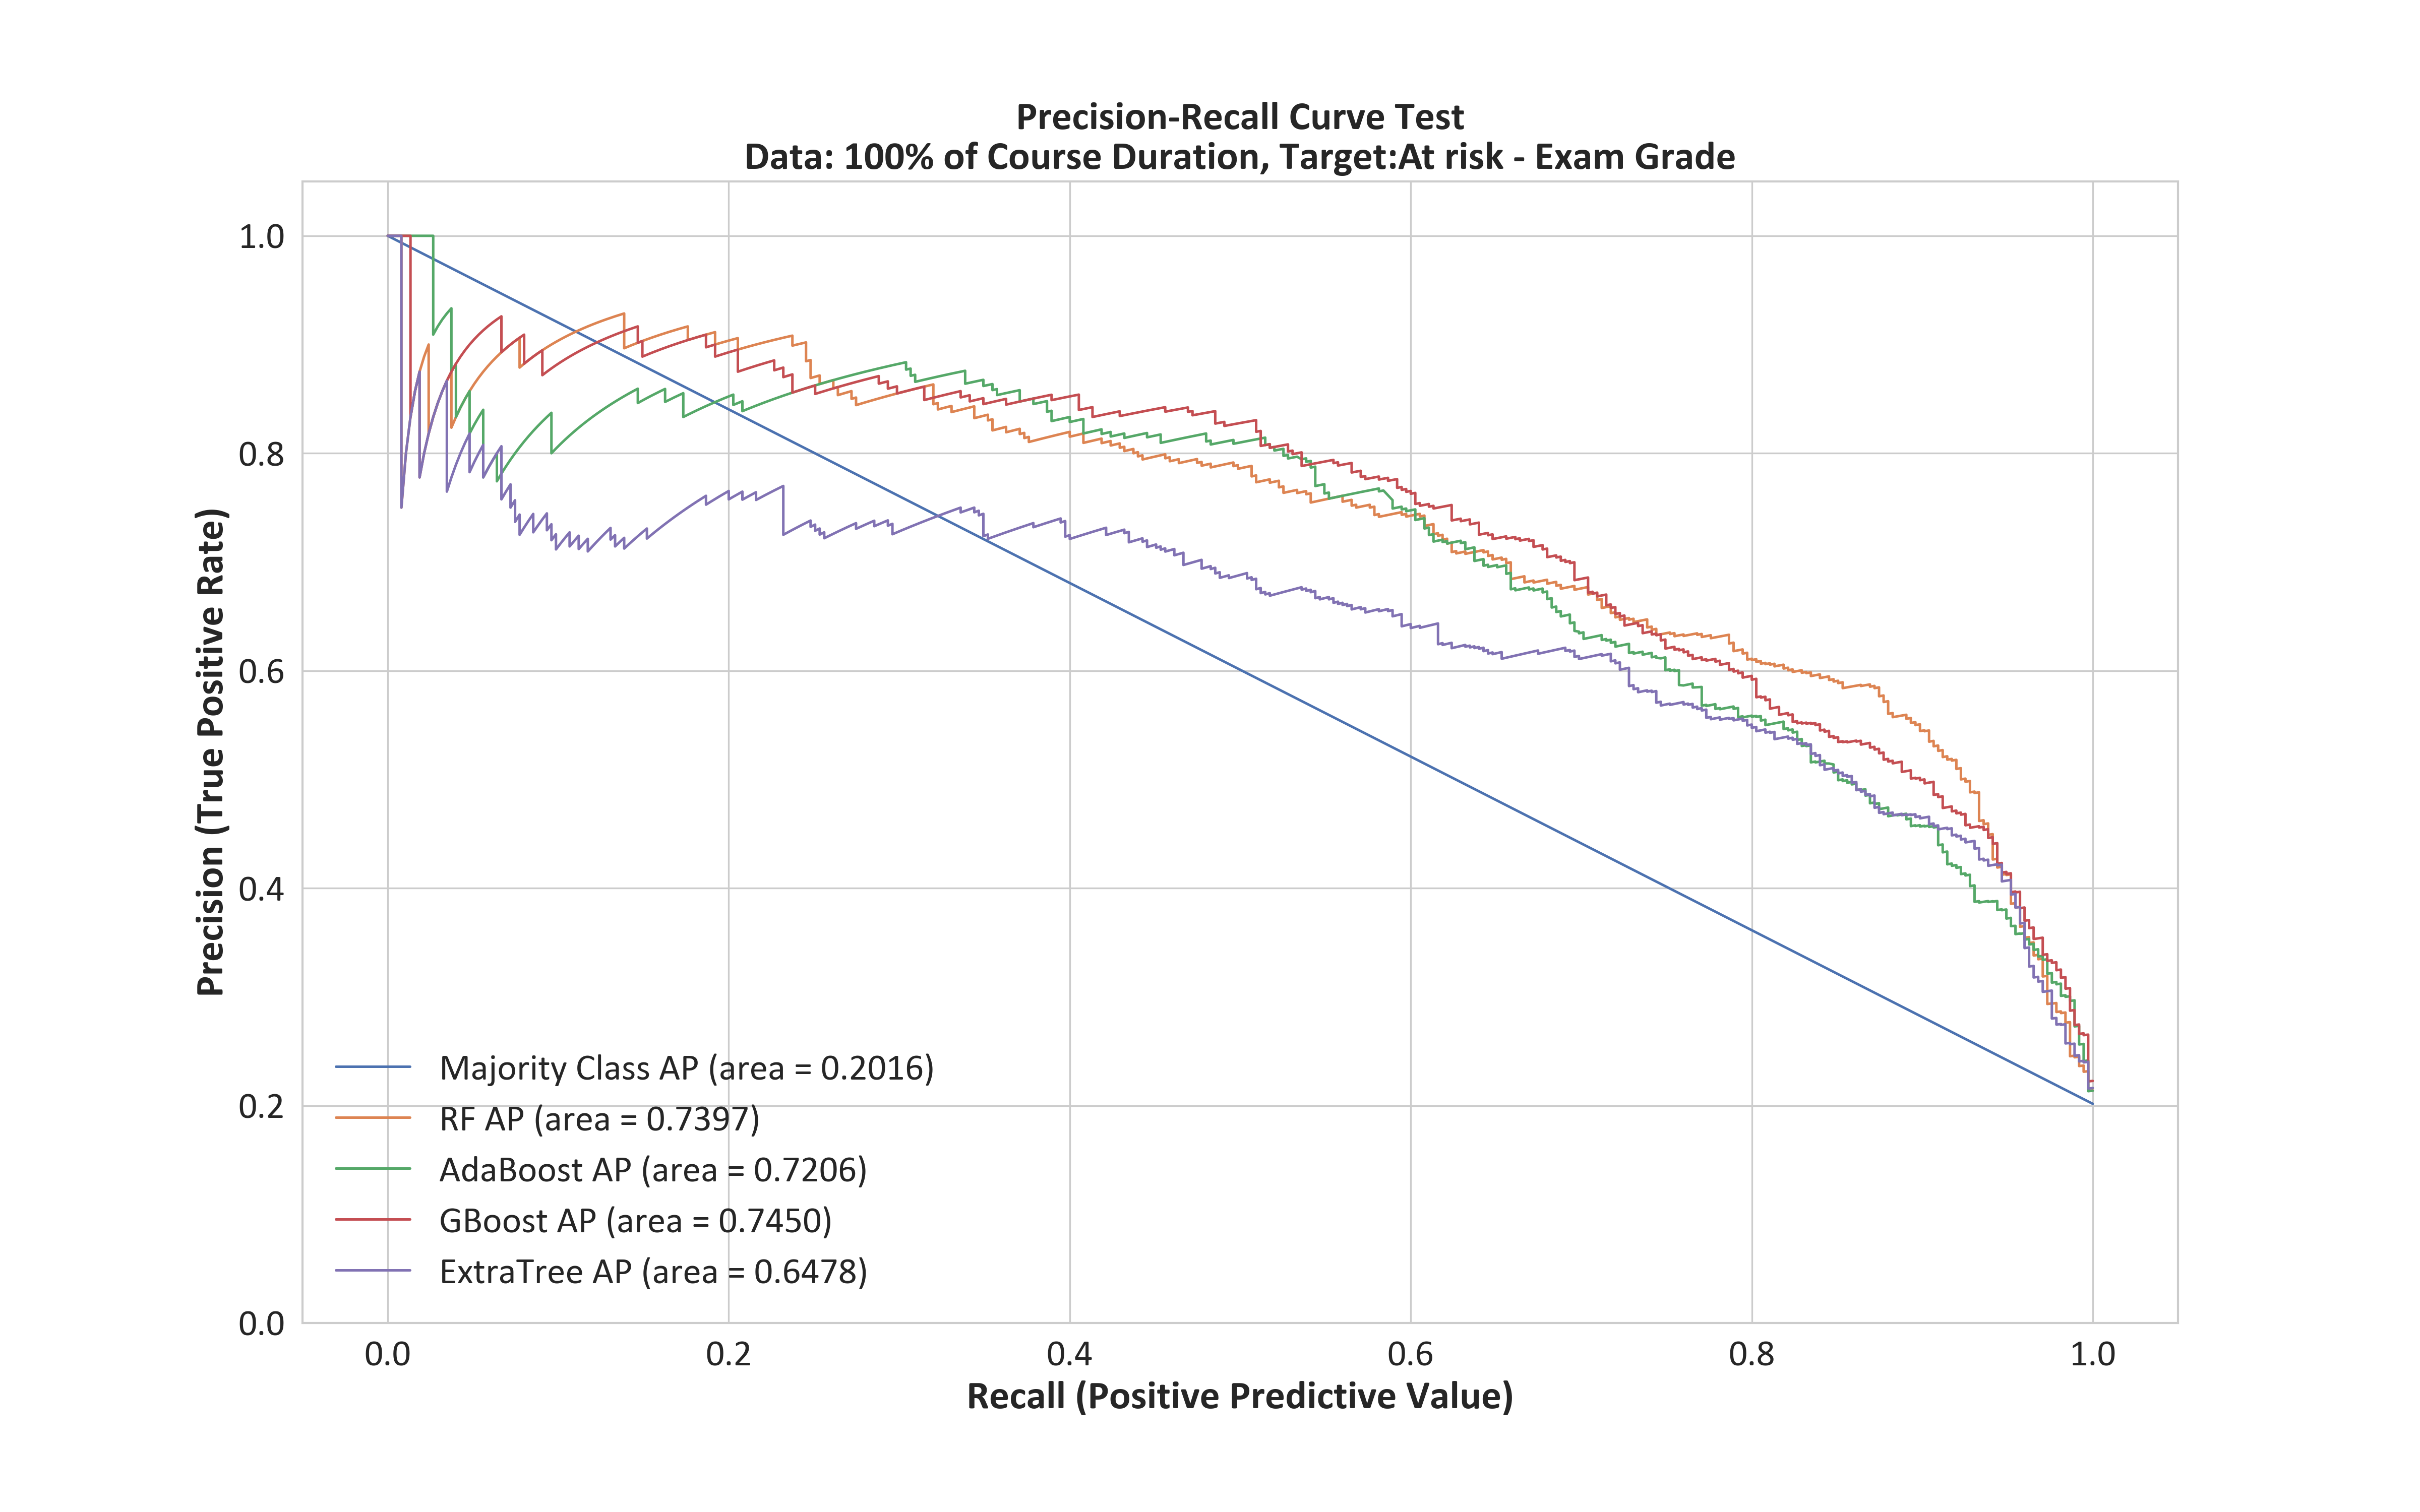 Precision-Recall Curve Test
Data: 100% of Course Duration, Target:At risk - Exam Grade
Precision (True Positive Rate)
1.0
0.8
0.6
0.4
0.2
0.0
Majority Class AP (area = 0.2016)
RF AP (area = 0.7397)
AdaBoost AP (area = 0.7206)
GBoost AP (area = 0.7450)
ExtraTree AP (area = 0.6478)
0.0 0.2 0.4 0.6 0.8 1.0
Recall (Positive Predictive Value)